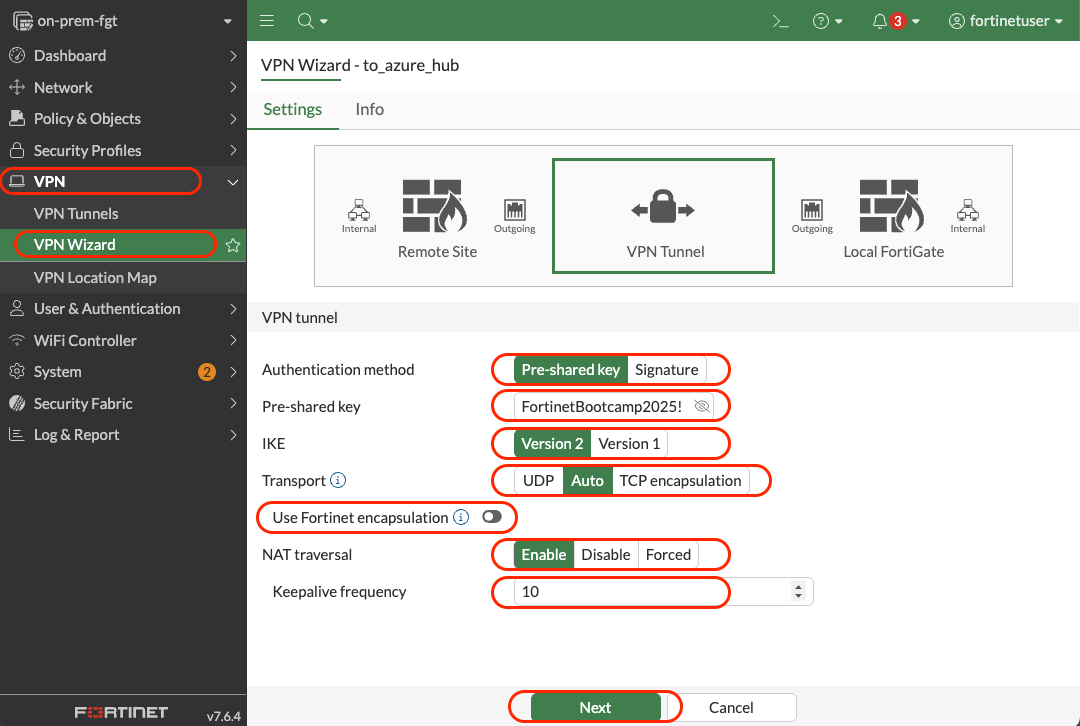 on-prem-fgt
3
fortinetuser
Dashboard
Network
Policy & Objects
Security Profiles
VPN
VPN Tunnels
VPN Wizard
VPN Location Map
User & Authentication
WiFi Controller
System 2
Security Fabric
Log & Report
FORTINET
v7.6.4
VPN Wizard - to_azure_hub
Settings Info
Internal
Remote Site
Outgoing
VPN Tunnel
Outgoing
Local FortiGate
Internal
VPN tunnel
Authentication method Pre-shared key Signature
Pre-shared key FortinetBootcamp2025!
IKE Version 2 Version 1
Transport UDP Auto TCP encapsulation
Use Fortinet encapsulation
NAT traversal Enable Disable Forced
Keepalive frequency 10
Next Cancel